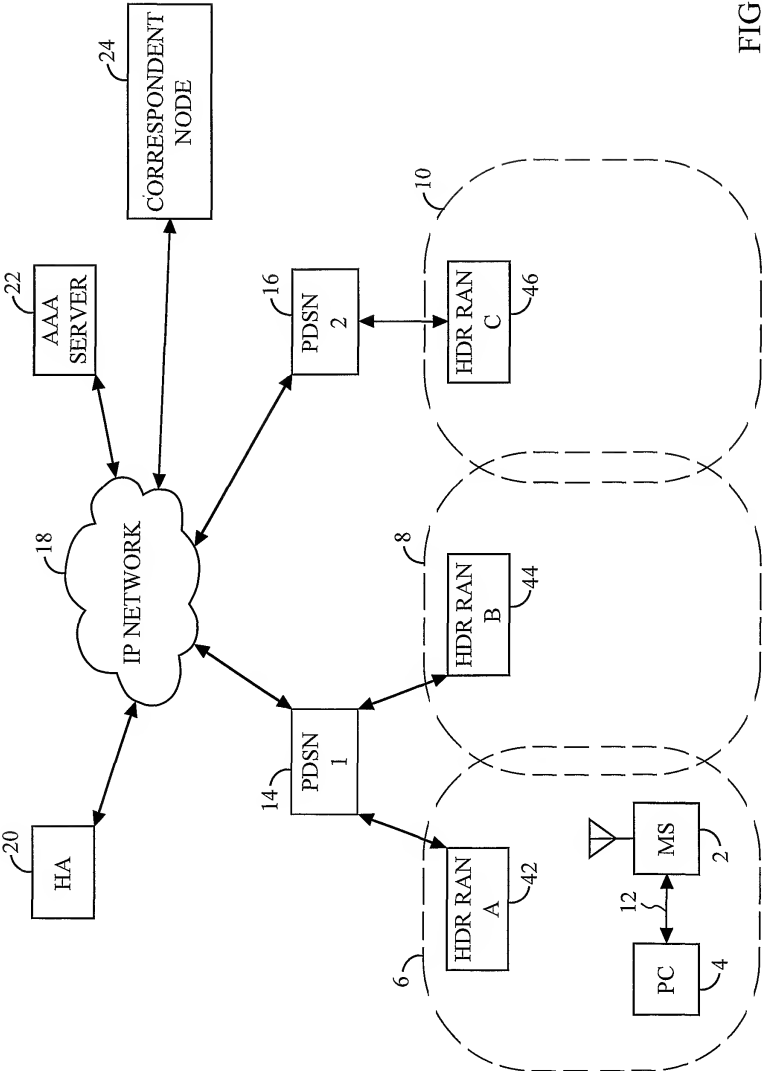 20
HA
18
IP NETWORK
22
AAA
SERVER
24
CORRESPONDENT
NODE
14
PDSN
1
16
PDSN
2
6
HDR RAN
A
42
8
HDR RAN
B
44
10
HDR RAN
C
46
PC
4
12
MS
2
FIG